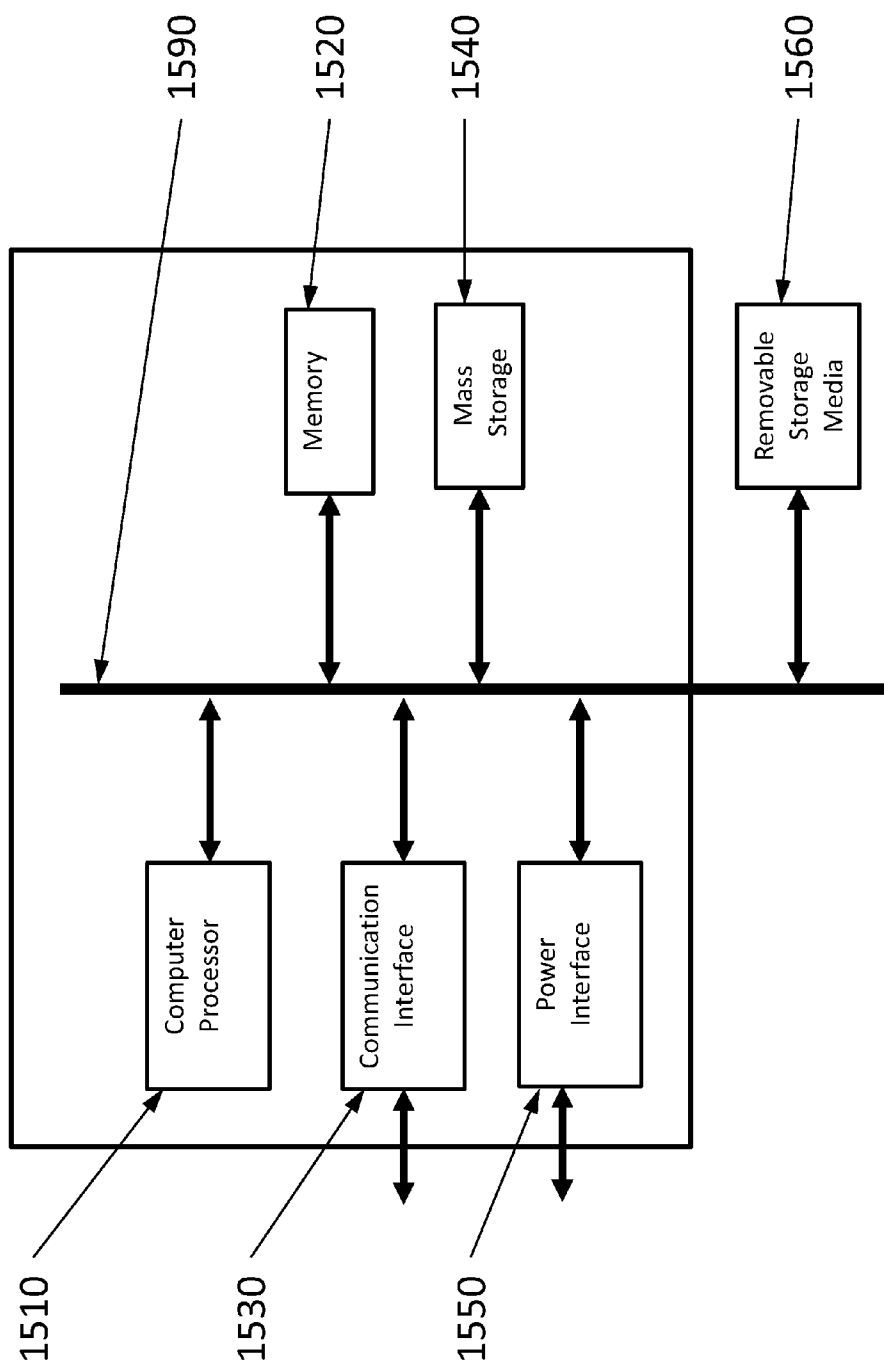 1590
1520
1540
1560
Memory
Mass
Storage
Removable
Storage
Media
Computer
Processor
Communication
Interface
Power
Interface
1510
1530
1550